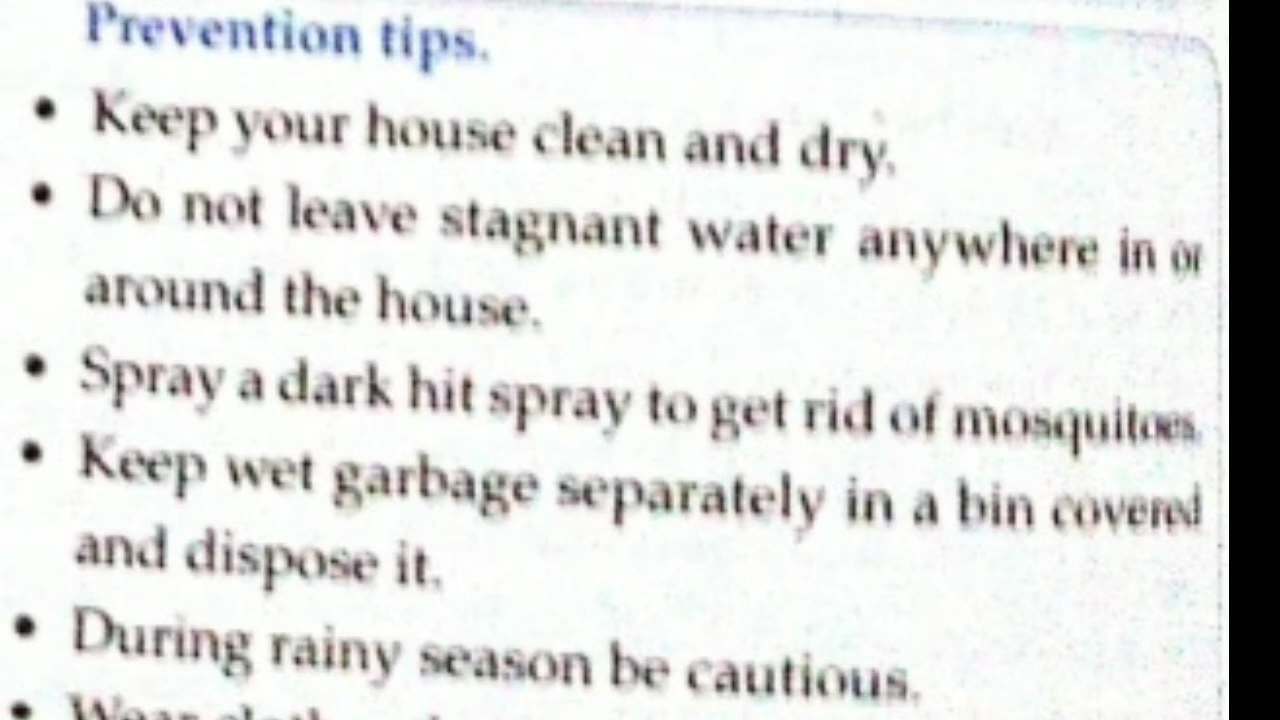 Prevention tips.
• Keep your house clean and dry.
• Do not leave stagnant water anywhere in or
around the house.
• Spray a dark hit spray to get rid of mosquitoes.
• Keep wet garbage separately in a bin covered
and dispose it.
• During rainy season be cautious.
• Wear